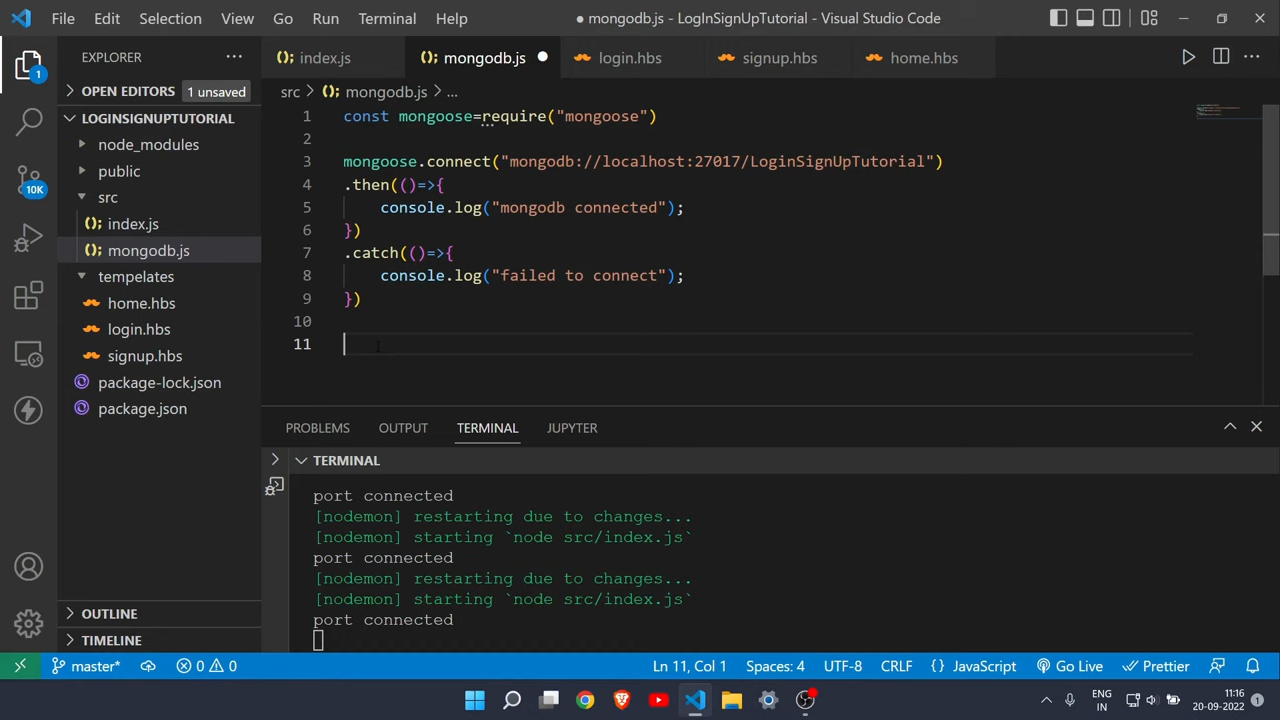 File Edit Selection View Go Run Terminal Help ● mongodb.js - LogInSignUpTutorial - Visual Studio Code
EXPLORER
index.js
mongodb.js
login.hbs
signup.hbs
home.hbs
1
OPEN EDITORS 1 unsaved
LOGINSIGNUPTUTORIAL
node_modules
public
src
index.js
mongodb.js
tempelates
home.hbs
login.hbs
signup.hbs
package-lock.json
package.json
10K
OUTLINE
TIMELINE
src > mongodb.js > ...
1 const mongoose=require("mongoose")
2
3 mongoose.connect("mongodb://localhost:27017/LoginSignUpTutorial")
4 .then(()=>{
5 console.log("mongodb connected");
6 })
7 .catch(()=>{
8 console.log("failed to connect");
9 })
10
11
PROBLEMS OUTPUT TERMINAL JUPYTER
TERMINAL
port connected
[nodemon] restarting due to changes...
[nodemon] starting `node src/index.js`
port connected
[nodemon] restarting due to changes...
[nodemon] starting `node src/index.js`
port connected
master* 0 0 Ln 11, Col 1 Spaces: 4 UTF-8 CRLF {} JavaScript Go Live Prettier
ENG
IN
11:16
20-09-2022
1